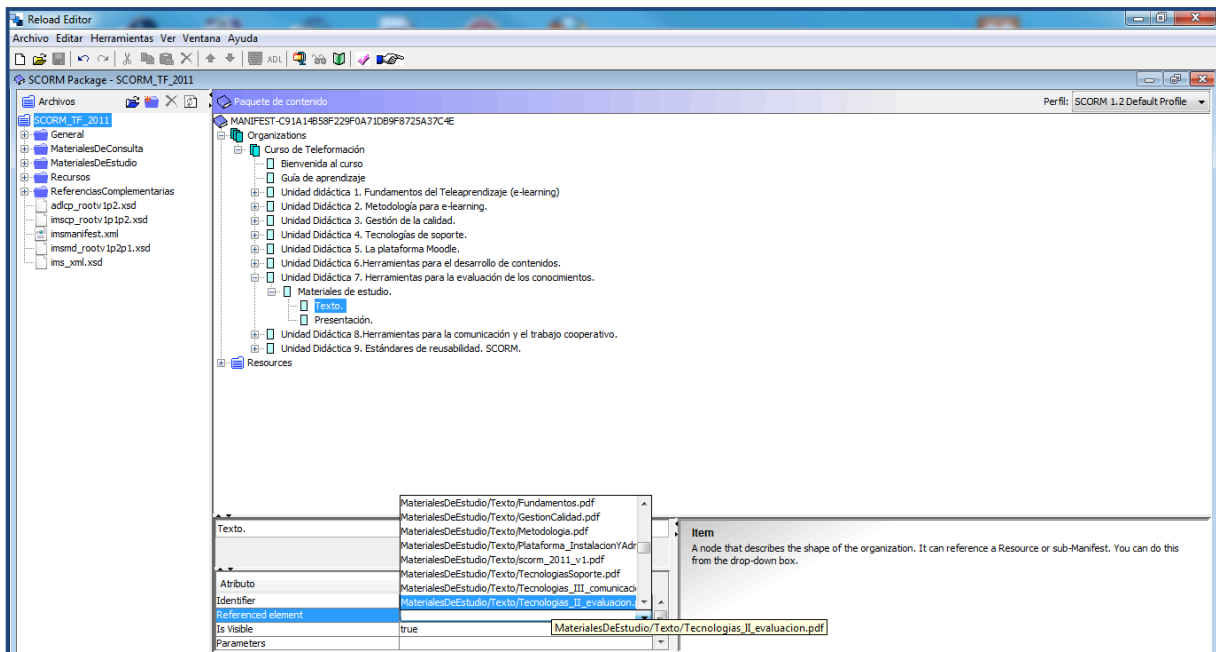 Reload Editor
Archivo Editar Herramientas Ver Ventana Ayuda
ADL
SCORM Package - SCORM_TF_2011
Archivos
SCORM_TF_2011
General
MaterialesDeConsulta
MaterialesDeEstudio
Recursos
ReferenciasComplementarias
adlcp_rootv1p2.xsd
imscp_rootv1p1p2.xsd
imsmanifest.xml
imsmd_rootv1p2p1.xsd
ims_xml.xsd
Paquete de contenido
Perfil: SCORM 1.2 Default Profile
MANIFEST-C91A14B58F229F0A71DB9F8725A37C4E
Organizations
Curso de Teleformación
Bienvenida al curso
Guía de aprendizaje
Unidad didáctica 1. Fundamentos del Teleaprendizaje (e-learning)
Unidad Didáctica 2. Metodología para e-learning.
Unidad Didáctica 3. Gestión de la calidad.
Unidad Didáctica 4. Tecnologías de soporte.
Unidad Didáctica 5. La plataforma Moodle.
Unidad Didáctica 6.Herramientas para el desarrollo de contenidos.
Unidad Didáctica 7. Herramientas para la evaluación de los conocimientos.
Materiales de estudio.
Texto.
Presentación.
Unidad Didáctica 8.Herramientas para la comunicación y el trabajo cooperativo.
Unidad Didáctica 9. Estándares de reusabilidad. SCORM.
Resources
Texto.
Atributo
Identifier
Referenced element
Is Visible true
Parameters
MaterialesDeEstudio/Texto/Fundamentos.pdf
MaterialesDeEstudio/Texto/GestionCalidad.pdf
MaterialesDeEstudio/Texto/Metodologia.pdf
MaterialesDeEstudio/Texto/Plataforma_InstalacionYAdr
MaterialesDeEstudio/Texto/scorm_2011_v1.pdf
MaterialesDeEstudio/Texto/TecnologiasSoporte.pdf
MaterialesDeEstudio/Texto/Tecnologias_III_comunicaci
MaterialesDeEstudio/Texto/Tecnologias_II_evaluacion.
MaterialesDeEstudio/Texto/Tecnologias_II_evaluacion.pdf
Item
A node that describes the shape of the organization. It can reference a Resource or sub-Manifest. You can do this
from the drop-down box.